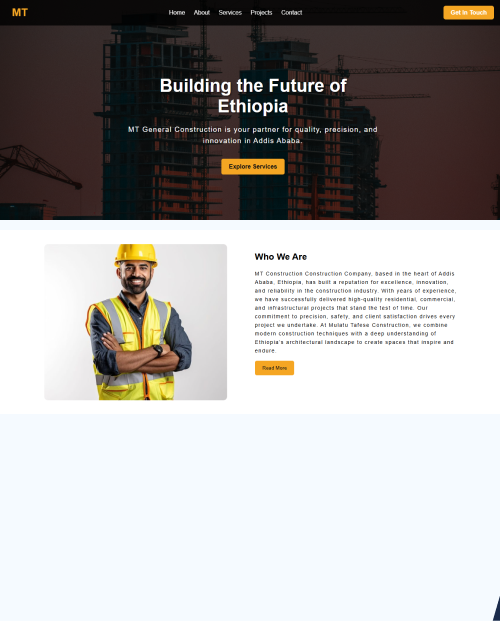 MT
Home About Services Projects Contact
Get In Touch
Building the Future of
Ethiopia
MT General Construction is your partner for quality, precision, and
innovation in Addis Ababa.
Explore Services
Who We Are
MT Construction Construction Company, based in the heart of Addis
Ababa, Ethiopia, has built a reputation for excellence, innovation,
and reliability in the construction industry. With years of experience,
we have successfully delivered high-quality residential, commercial,
and infrastructural projects that stand the test of time. Our
commitment to precision, safety, and client satisfaction drives every
project we undertake. At Mulatu Tafese Construction, we combine
modern construction techniques with a deep understanding of
Ethiopia's architectural landscape to create spaces that inspire and
endure.
Read More